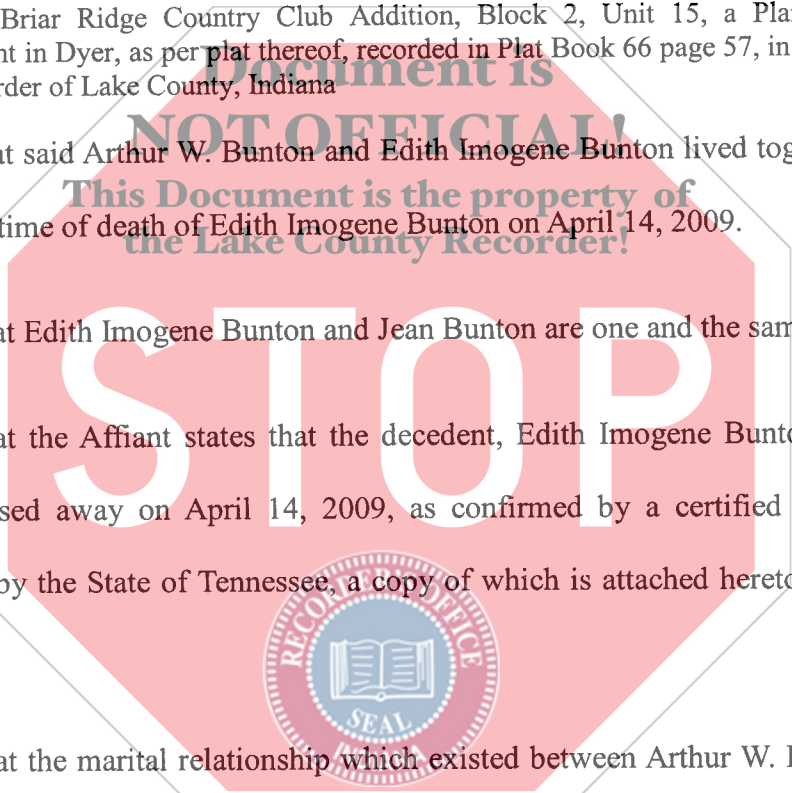 Briar Ridge Country Club Addition, Block 2, Unit 15, a
nt in Dyer, as per plat thereof, recorded in Plat Book 66 page 57, in
rder of Lake County, Indiana
Document is
NOT OFFICIAL!
at said Arthur W. Bunton and Edith Imogene Bunton lived
This Document is the property of
time of death of Edith Imogene Bunton on April 14, 2009.
the Lake County Recorder!
at Edith Imogene Bunton and Jean Bunton are one and the
STOP
at the Affiant states that the decedent, Edith Imogene
sed away on April 14, 2009, as confirmed by a certified
by the State of Tennessee, a copy of which is attached
RECORDER'S OFFICE
SEAL
INDIANA
at the marital relationship which existed between Arthur W.